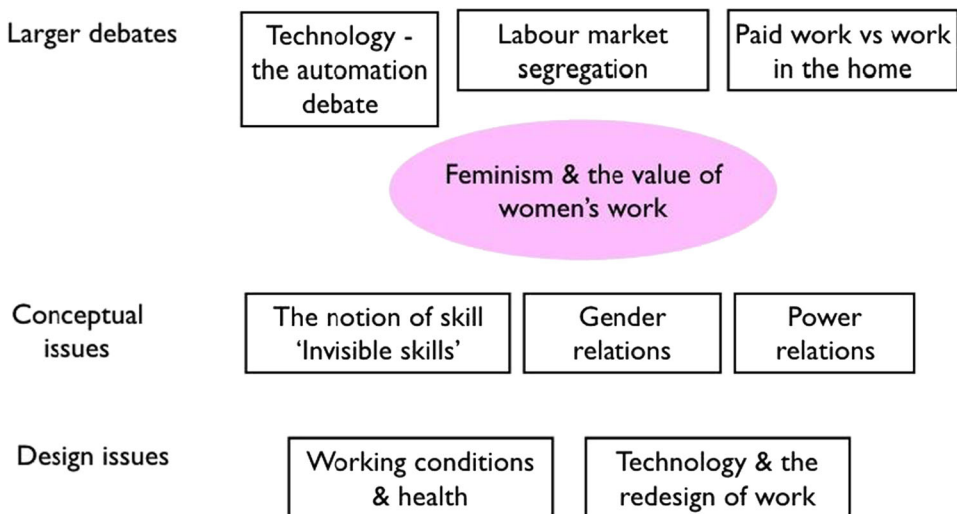 Larger debates
Technology -
the automation
debate
Labour market
segregation
Paid work vs work
in the home
Feminism & the value of
women’s work
Conceptual
issues
The notion of skill
‘Invisible skills’
Gender
relations
Power
relations
Design issues
Working conditions
& health
Technology & the
redesign of work